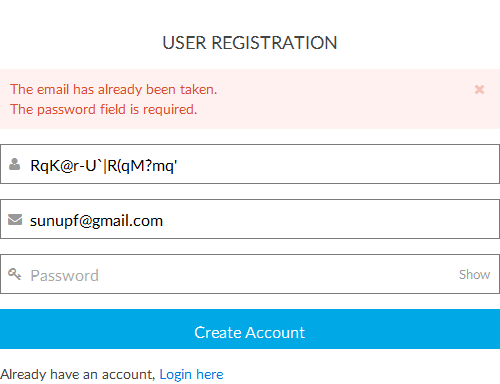 USER REGISTRATION
The email has already been taken.
The password field is required.
RqK@r-U`|R(qM?mq'
sunupf@gmail.com
Password Show
Create Account
Already have an account, Login here